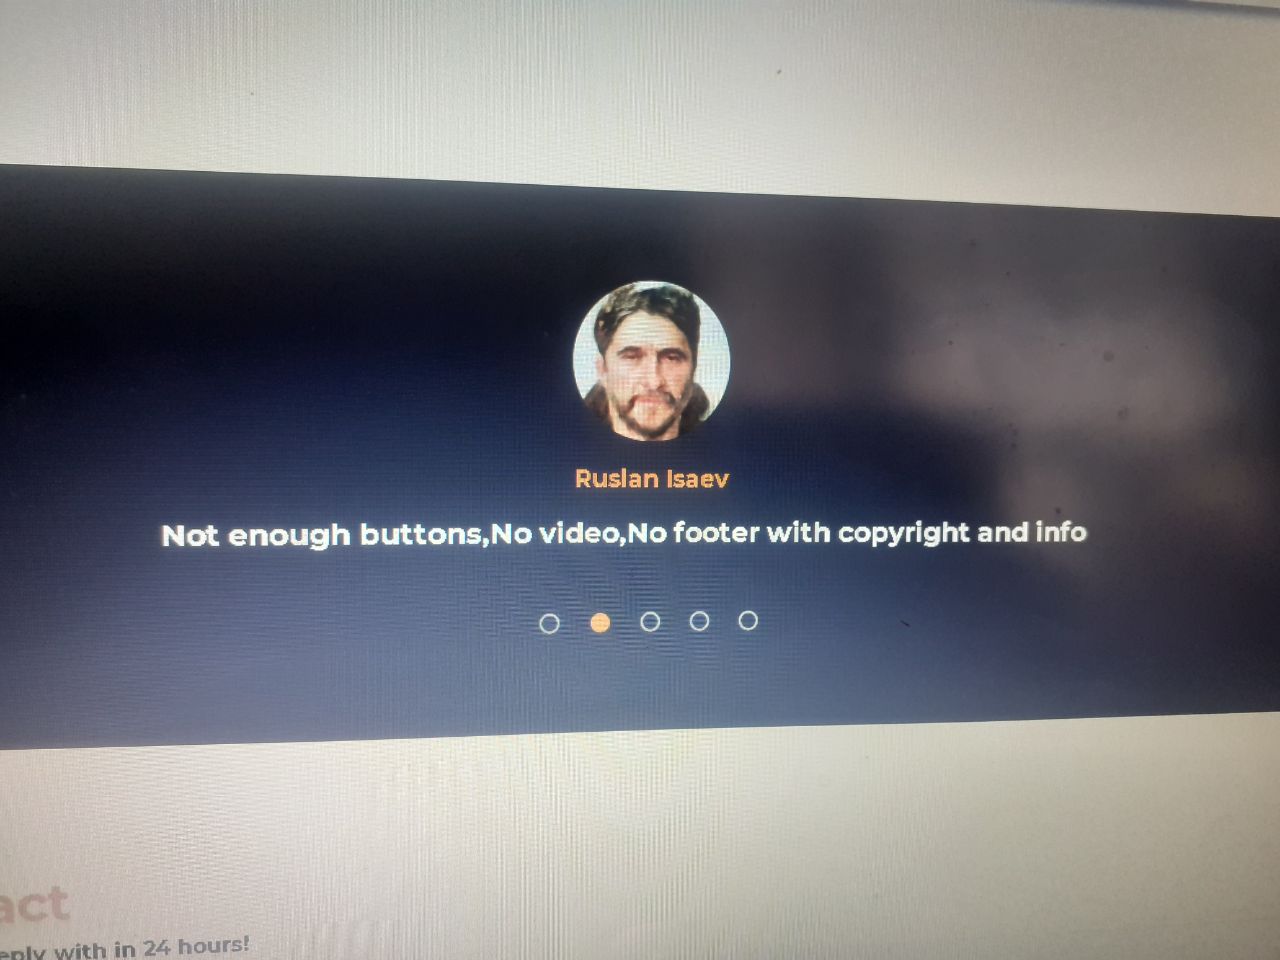 Ruslan Isaev
Not enough buttons,No video,No footer with copyright and info
act
eply with in 24 hours!